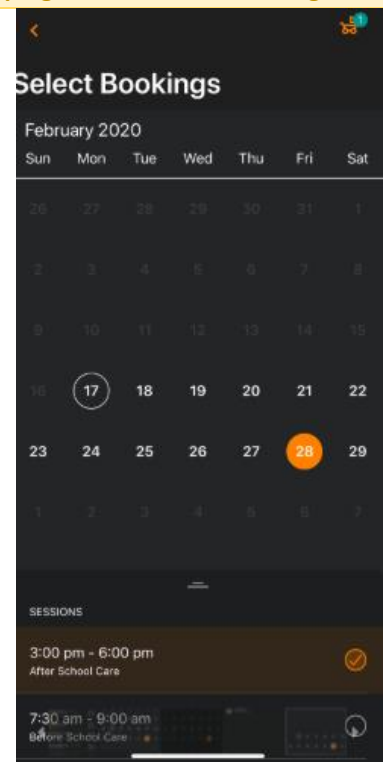 1
Select Bookings
February 2020
Sun Mon Tue Wed Thu Fri Sat
26 27 28 29 30 31 1
2 3 4 5 6 7 8
9 10 11 12 13 14 15
16 17 18 19 20 21 22
23 24 25 26 27 28 29
1 2 3 4 5 6 7
SESSIONS
3:00 pm - 6:00 pm
After School Care
7:30 am - 9:00 am
Before School Care